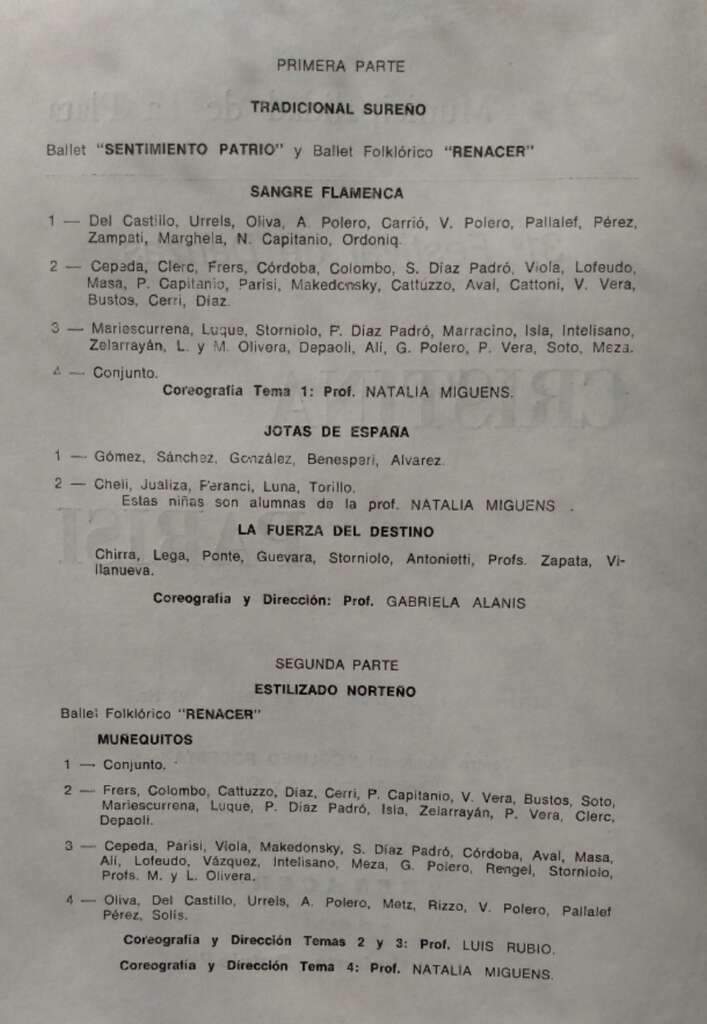 PRIMERA PARTE
TRADICIONAL SUREÑO
Ballet "SENTIMIENTO PATRIO" y Ballet Folklórico "RENACER"
SANGRE FLAMENCA
1 — Del Castillo, Urrels, Oliva, A. Polero, Carrió, V. Polero, Pallalef, Pérez,
Zampati, Marghela, N. Capitanio, Ordoniq.
2 — Cepeda, Clerc, Frers, Córdoba, Colombo, S. Díaz Padró, Viola, Lofeudo,
Masa, P. Capitanio, Parisi, Makedonsky, Cattuzzo, Aval, Cattoni, V. Vera,
Bustos, Cerri, Díaz.
3 — Mariescurrena, Luque, Storniolo, P. Díaz Padró, Marracino, Isla, Intelisano,
Zelarrayán, L. y M. Olivera, Depaoli, Alí, G. Polero, P. Vera, Soto, Meza.
4 — Conjunto.
Coreografía Tema 1: Prof. NATALIA MIGUENS.
JOTAS DE ESPAÑA
1 — Gómez, Sánchez, González, Benesperi, Alvarez.
2 — Cheli, Jualiza, Feranci, Luna, Torillo.
Estas niñas son alumnas de la prof. NATALIA MIGUENS .
LA FUERZA DEL DESTINO
Chirra, Lega, Ponte, Guevara, Storniolo, Antonietti, Profs. Zapata, Vi-
llanueva.
Coreografía y Dirección: Prof. GABRIELA ALANIS
SEGUNDA PARTE
ESTILIZADO NORTEÑO
Ballet Folklórico "RENACER"
MUÑEQUITOS
1 — Conjunto.
2 — Frers, Colombo, Cattuzzo, Díaz, Cerri, P. Capitanio, V. Vera, Bustos, Soto,
Mariescurrena, Luque, P. Díaz Padró, Isla, Zelarrayán, P. Vera, Clerc,
Depaoli.
3 — Cepeda, Parisi, Viola, Makedonsky, S. Díaz Padró, Córdoba, Aval, Masa,
Alí, Lofeudo, Vázquez, Intelisano, Meza, G. Polero, Rengel, Storniolo,
Profs. M. y L. Olivera.
4 — Oliva, Del Castillo, Urrels, A. Polero, Metz, Rizzo, V. Polero, Pallalef
Pérez, Solís.
Coreografía y Dirección Temas 2 y 3: Prof. LUIS RUBIO.
Coreografía y Dirección Tema 4: Prof. NATALIA MIGUENS.